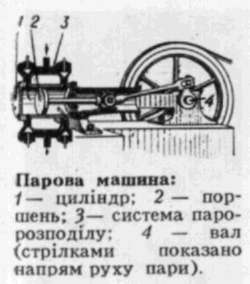 1 2 3
4
Парова машина:
1— циліндр; 2 — пор-
шень; 3— система паро-
розподілу; 4 — вал
(стрілками показано
напрям руху пари).